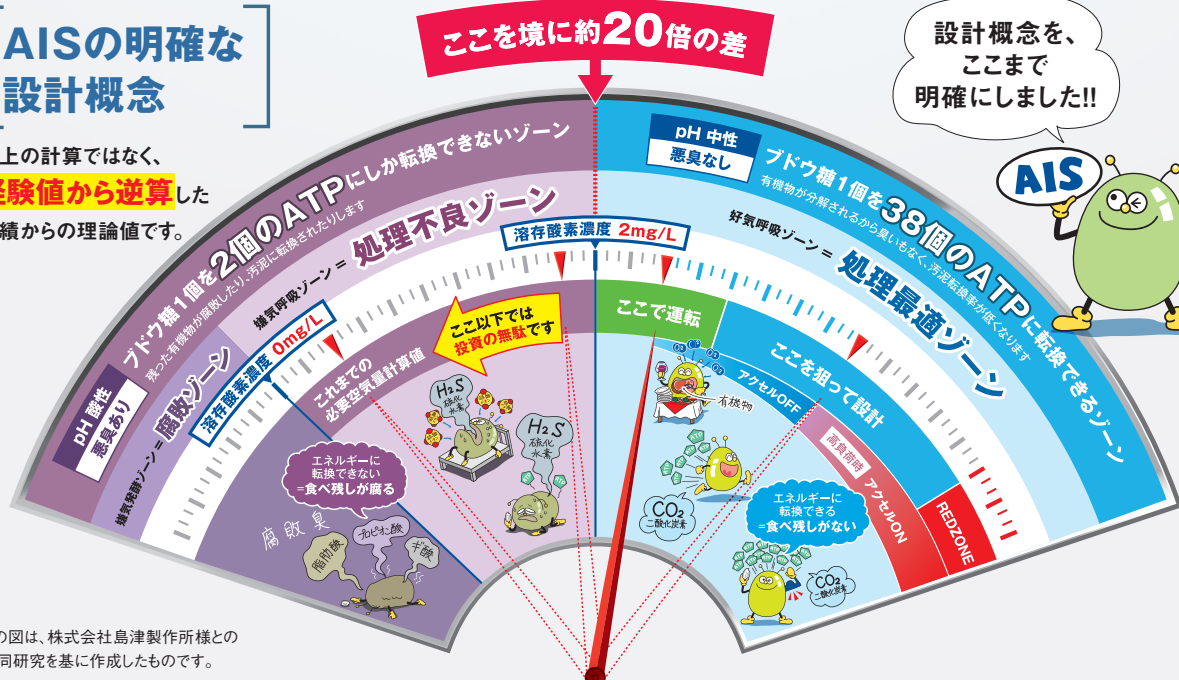 AISの明確な
設計概念
上の計算ではなく、
経験値から逆算した
績からの理論値です。
ここを境に約20倍の差
設計概念を、
ここまで
明確にしました!!
AIS
ブドウ糖1個を2個のATPにしか転換できないゾーン
残った有機物が腐敗したり、汚泥に転換されたりします
pH 酸性
悪臭あり
嫌気発酵ゾーン=腐敗ゾーン
嫌気呼吸ゾーン=処理不良ゾーン
溶存酸素濃度 0mg/L
溶存酸素濃度 2mg/L
pH 中性
悪臭なし
ブドウ糖1個を38個のATPに転換できるゾーン
有機物が分解されるから臭いもなく、汚泥転換率が低くなります
好気呼吸ゾーン=処理最適ゾーン
これまでの
必要空気量計算値
ここ以下では
投資の無駄です
ここで運転
ここを狙って設計
アクセルOFF
高負荷時 アクセルON
REDZONE
H2S
硫化
水素
H2S
硫化
水素
O2
有機物
CO2
二酸化炭素
エネルギーに
転換できない
=食べ残しが腐る
腐敗臭
脂肪酸
プロピオン酸
ギ酸
エネルギーに
転換できる
=食べ残しがない
CO2
二酸化炭素
の図は、株式会社島津製作所様との
同研究を基に作成したものです。